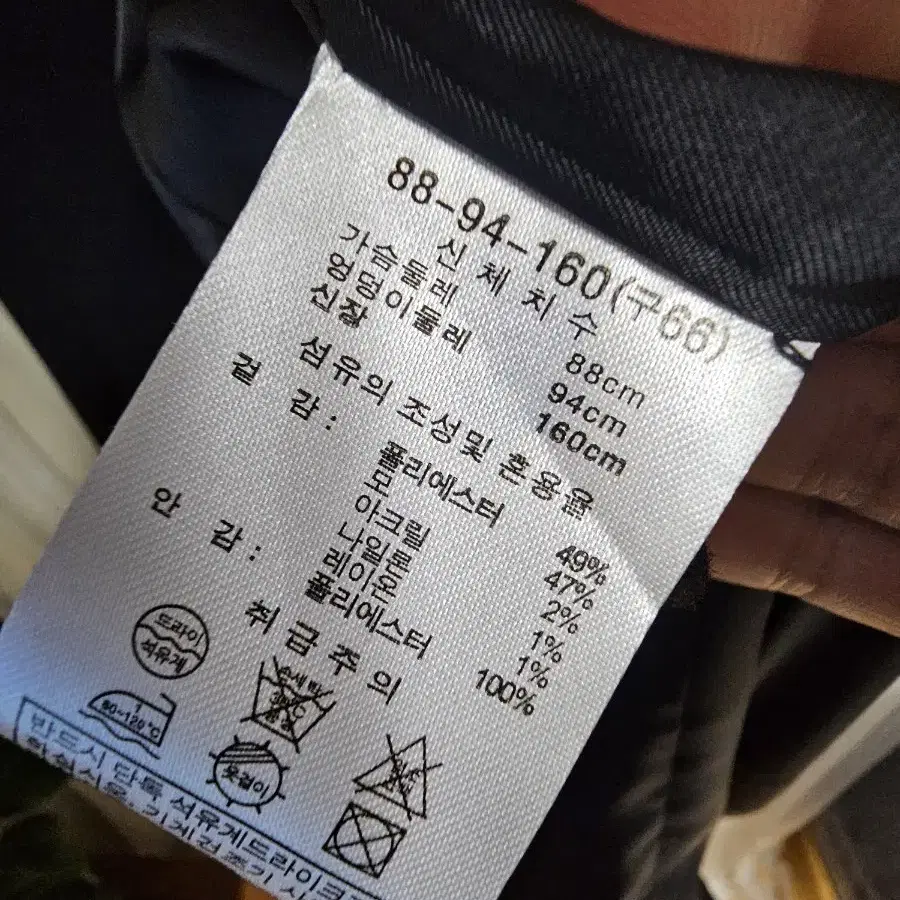 88-94-160(구66)
신 체 치 수
가슴둘레 88cm
엉덩이둘레 94cm
신장 160cm
섬유의 조성및 혼용율
겉 감: 폴리에스터 49%
모 47%
아크릴 2%
나일론 1%
레이온 1%
안 감: 폴리에스터 100%
취 급 주 의
드라이
석유계
손세탁
30°C
80~120°C
옷걸이
반드시 단독 석유계드라이크